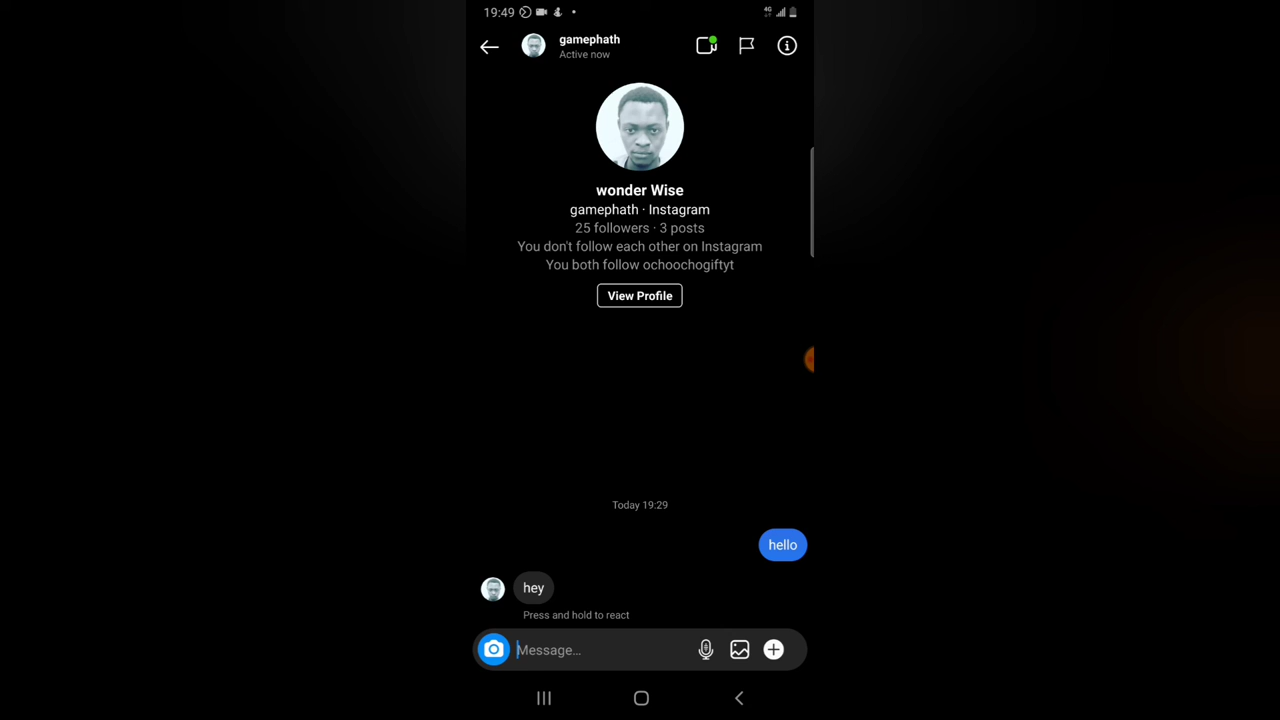 19:49
4G
gamephath
Active now
wonder Wise
gamephath · Instagram
25 followers · 3 posts
You don't follow each other on Instagram
You both follow ochoochogiftyt
View Profile
Today 19:29
hello
hey
Press and hold to react
Message...